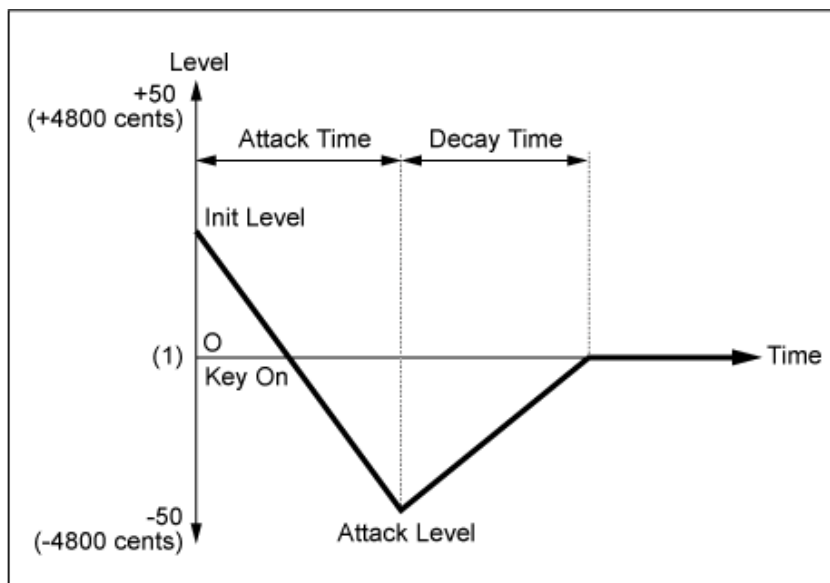 Level
+50
(+4800 cents)
Attack Time
Decay Time
Init Level
O
(1)
Time
Key On
-50
(-4800 cents)
Attack Level